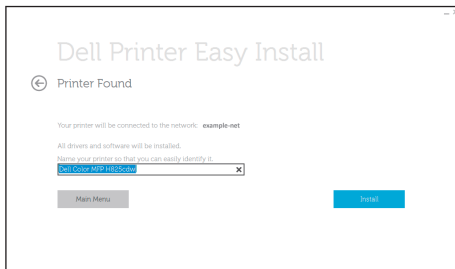 Dell Printer Easy Install
Printer Found
Your printer will be connected to the network: example-net
All drivers and software will be installed.
Name your printer so that you can easily identify it.
Dell Color MFP H825cdw
Main Menu
Install